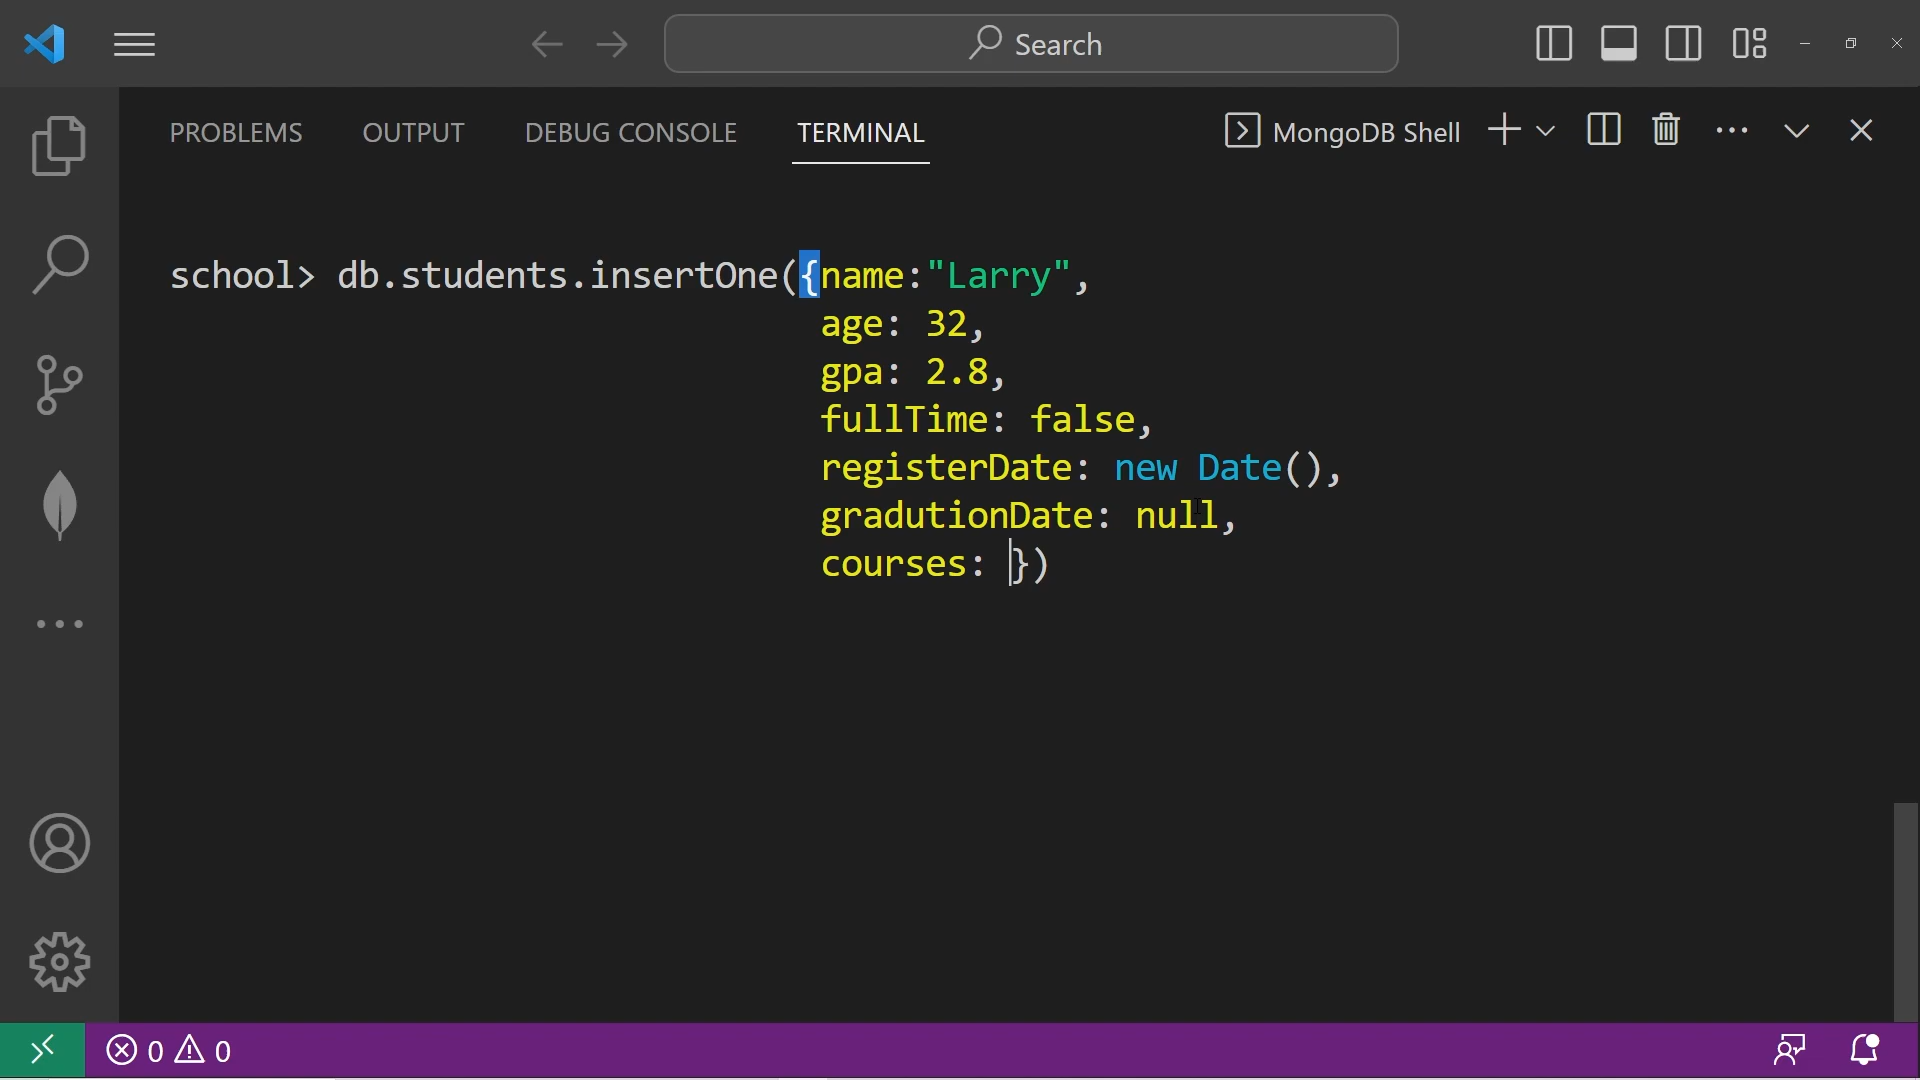 Search
PROBLEMS OUTPUT DEBUG CONSOLE TERMINAL MongoDB Shell
school> db.students.insertOne({name:"Larry",
age: 32,
gpa: 2.8,
fullTime: false,
registerDate: new Date(),
gradutionDate: null,
courses: })
0 0